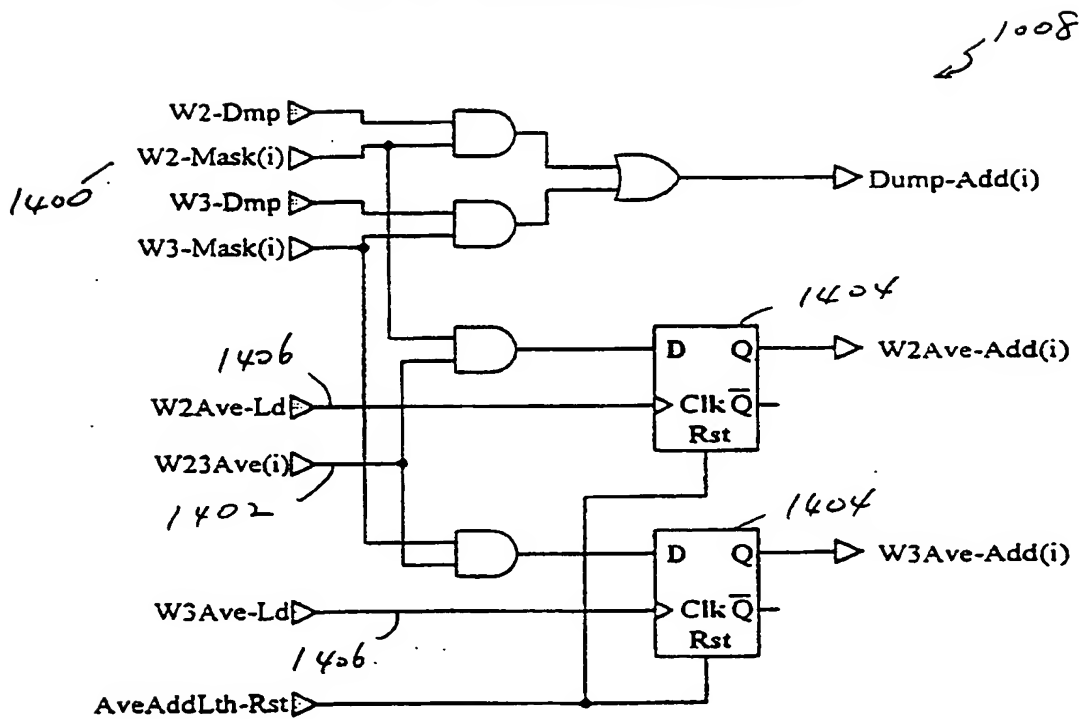 1008
W2-Dmp
W2-Mask(i)
1400
W3-Dmp
W3-Mask(i)
Dump-Add(i)
1404
D Q
W2Ave-Add(i)
1406
W2Ave-Ld
Clk Q̅
Rst
W23Ave(i)
1402
1404
D Q
W3Ave-Add(i)
W3Ave-Ld
Clk Q̅
Rst
1406
AveAddLth-Rst